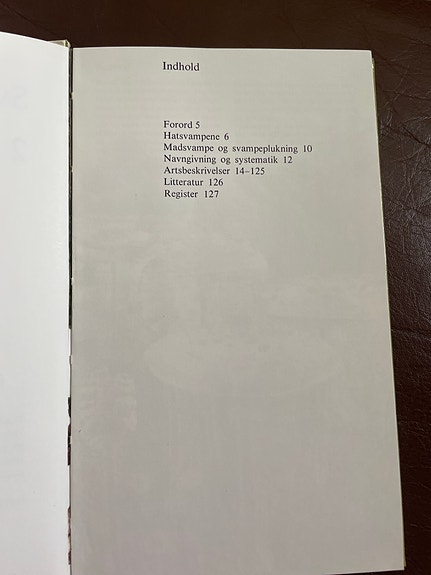 Indhold
Forord 5
Hatsvampene 6
Madsvampe og svampeplukning 10
Navngivning og systematik 12
Artsbeskrivelser 14–125
Litteratur 126
Register 127